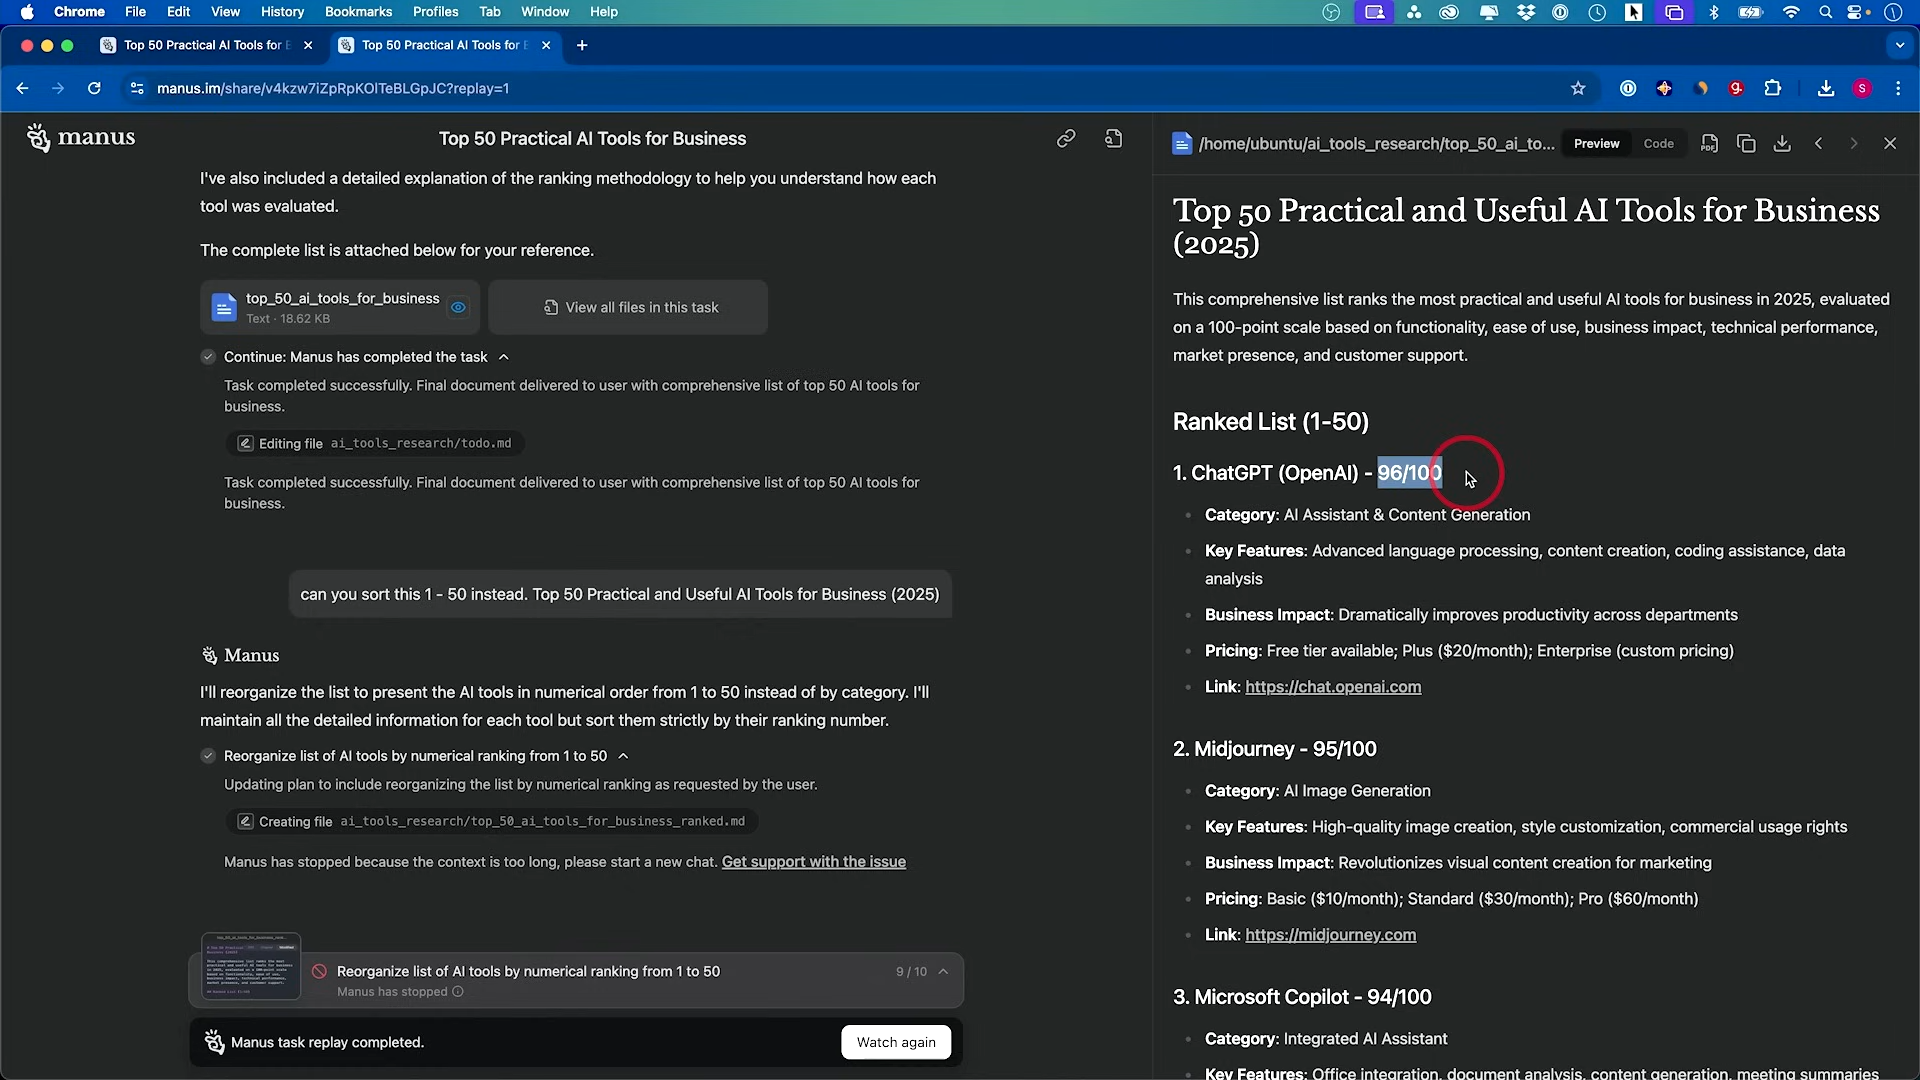 Chrome File Edit View History Bookmarks Profiles Tab Window Help
Top 50 Practical AI Tools for B
Top 50 Practical AI Tools for B
manus.im/share/v4kzw7iZpRpKOlTeBLGpJC?replay=1
manus
Top 50 Practical AI Tools for Business
I've also included a detailed explanation of the ranking methodology to help you understand how each
tool was evaluated.
The complete list is attached below for your reference.
top_50_ai_tools_for_business
Text · 18.62 KB
View all files in this task
Continue: Manus has completed the task
Task completed successfully. Final document delivered to user with comprehensive list of top 50 AI tools for
business.
Editing file ai_tools_research/todo.md
Task completed successfully. Final document delivered to user with comprehensive list of top 50 AI tools for
business.
can you sort this 1 - 50 instead. Top 50 Practical and Useful AI Tools for Business (2025)
Manus
I'll reorganize the list to present the AI tools in numerical order from 1 to 50 instead of by category. I'll
maintain all the detailed information for each tool but sort them strictly by their ranking number.
Reorganize list of AI tools by numerical ranking from 1 to 50
Updating plan to include reorganizing the list by numerical ranking as requested by the user.
Creating file ai_tools_research/top_50_ai_tools_for_business_ranked.md
Manus has stopped because the context is too long, please start a new chat. Get support with the issue
Reorganize list of AI tools by numerical ranking from 1 to 50
9 / 10
Manus has stopped
Manus task replay completed.
Watch again
/home/ubuntu/ai_tools_research/top_50_ai_to...
Preview
Code
Top 50 Practical and Useful AI Tools for Business
(2025)
This comprehensive list ranks the most practical and useful AI tools for business in 2025, evaluated
on a 100-point scale based on functionality, ease of use, business impact, technical performance,
market presence, and customer support.
Ranked List (1-50)
1. ChatGPT (OpenAI) - 96/100
Category: AI Assistant & Content Generation
Key Features: Advanced language processing, content creation, coding assistance, data
analysis
Business Impact: Dramatically improves productivity across departments
Pricing: Free tier available; Plus ($20/month); Enterprise (custom pricing)
Link: https://chat.openai.com
2. Midjourney - 95/100
Category: AI Image Generation
Key Features: High-quality image creation, style customization, commercial usage rights
Business Impact: Revolutionizes visual content creation for marketing
Pricing: Basic ($10/month); Standard ($30/month); Pro ($60/month)
Link: https://midjourney.com
3. Microsoft Copilot - 94/100
Category: Integrated AI Assistant
Key Features: Office integration, document analysis, content generation, meeting summaries